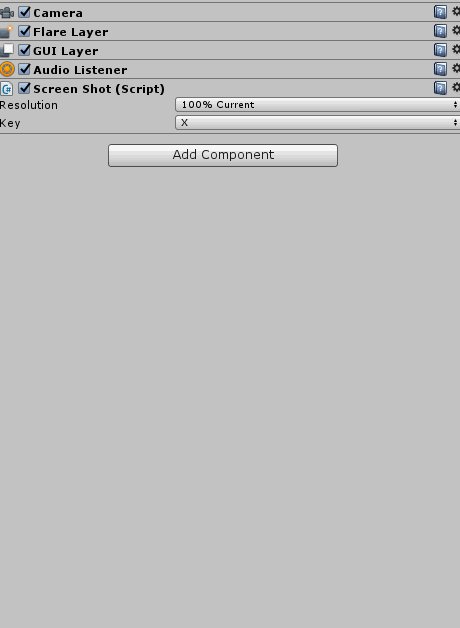 Camera
Flare Layer
GUI Layer
Audio Listener
Screen Shot (Script)
Resolution 100% Current
Key X
Add Component